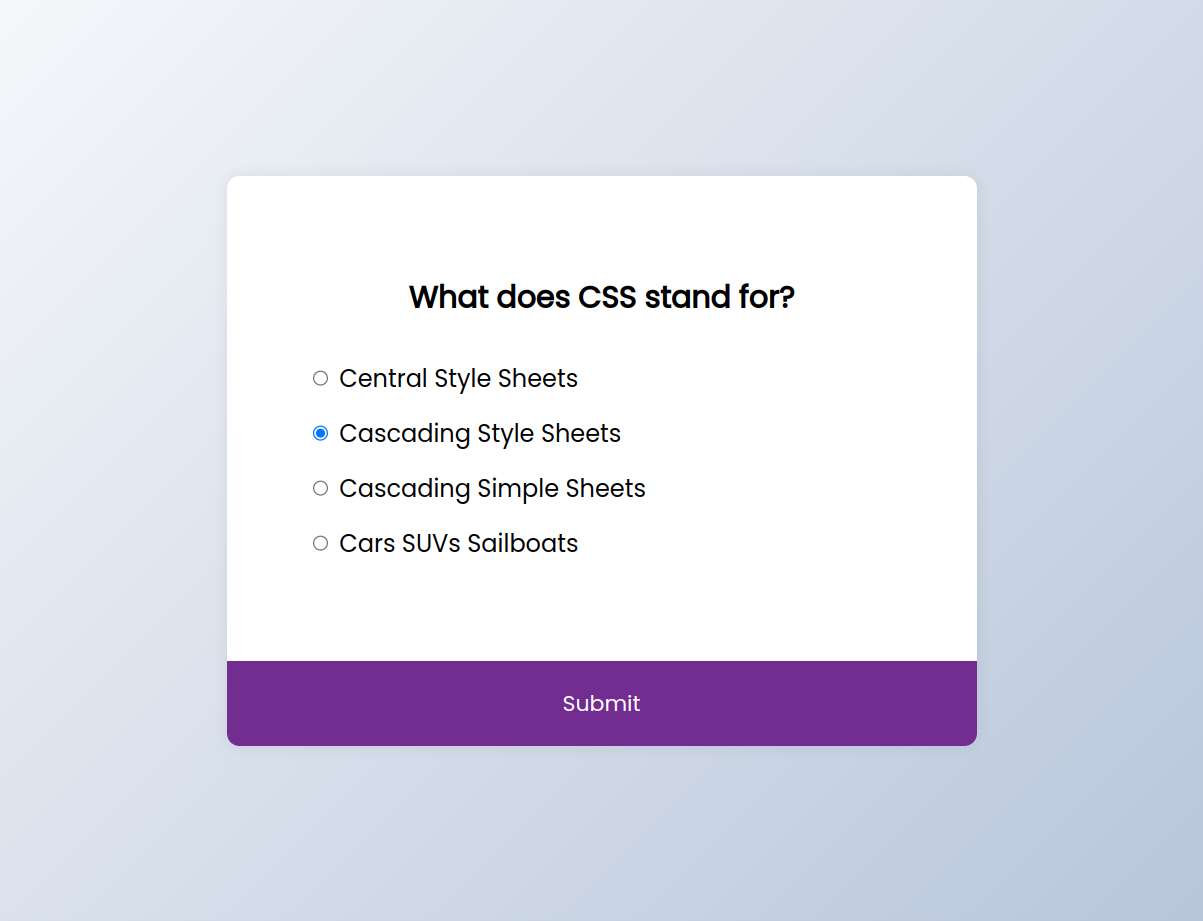 What does CSS stand for?
Central Style Sheets
Cascading Style Sheets
Cascading Simple Sheets
Cars SUVs Sailboats
Submit